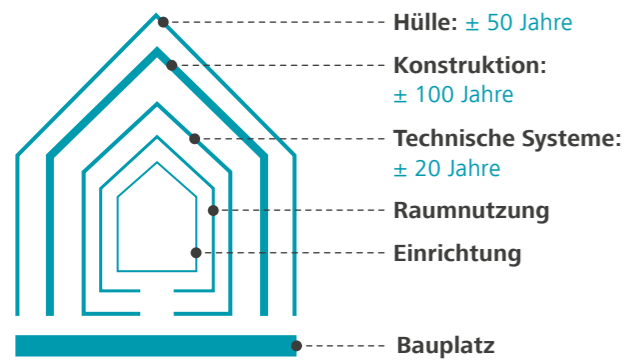 Hülle: ± 50 Jahre
Konstruktion:
± 100 Jahre
Technische Systeme:
± 20 Jahre
Raumnutzung
Einrichtung
Bauplatz